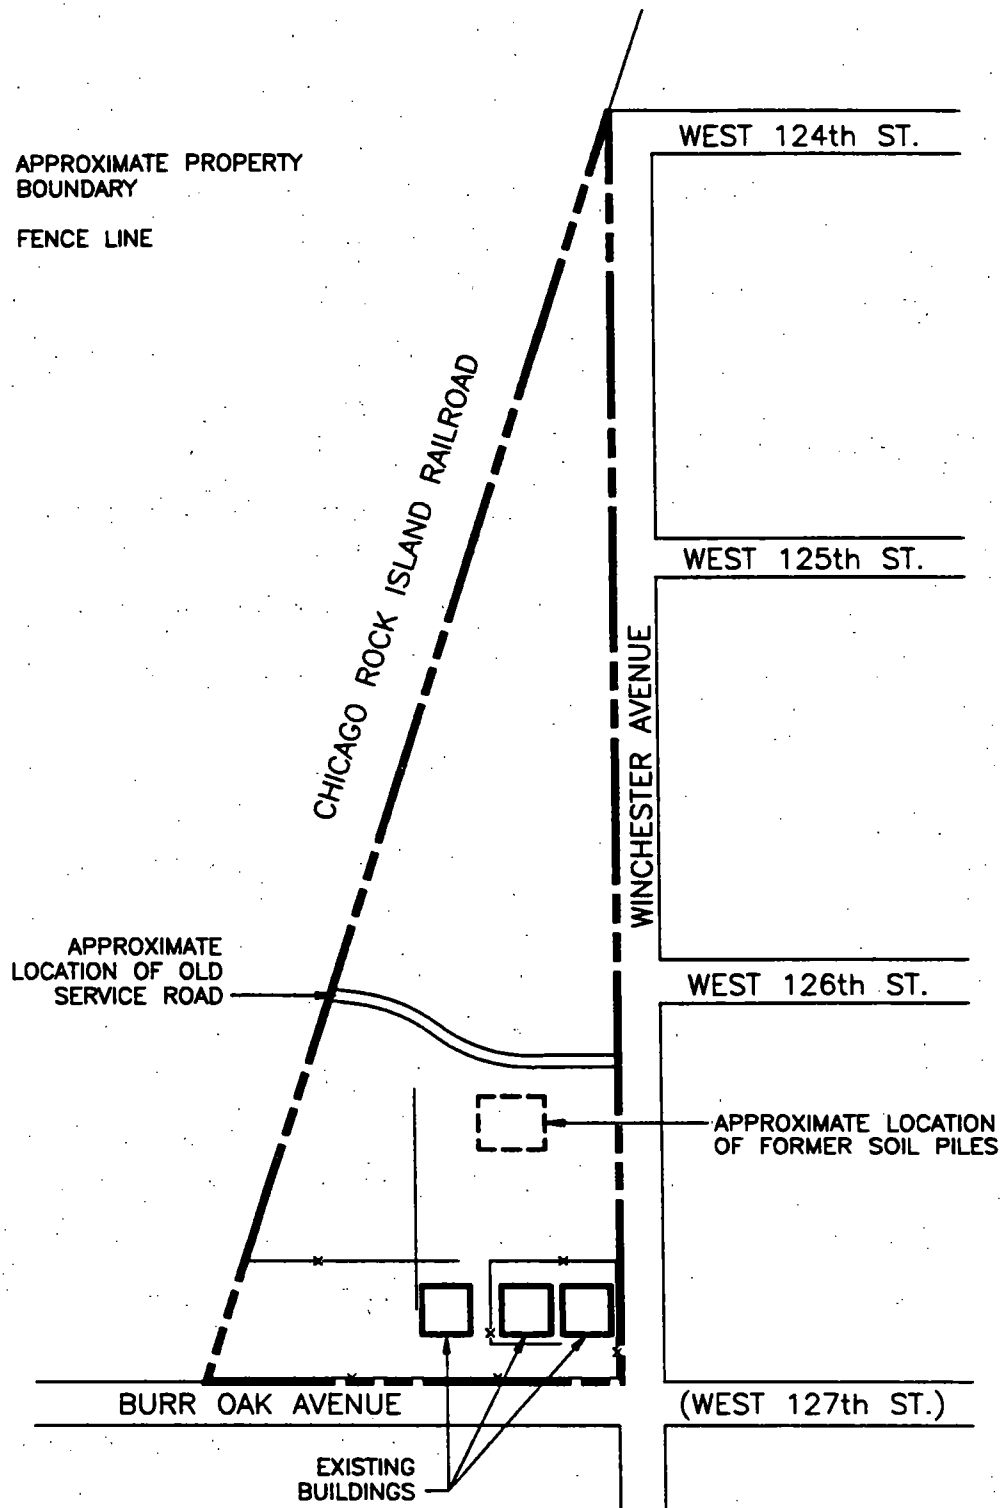 WEST 124th ST.
APPROXIMATE PROPERTY
BOUNDARY
FENCE LINE
CHICAGO ROCK ISLAND RAILROAD
WEST 125th ST.
WINCHESTER AVENUE
APPROXIMATE
LOCATION OF OLD
SERVICE ROAD
WEST 126th ST.
APPROXIMATE LOCATION
OF FORMER SOIL PILES
BURR OAK AVENUE
(WEST 127th ST.)
EXISTING
BUILDINGS